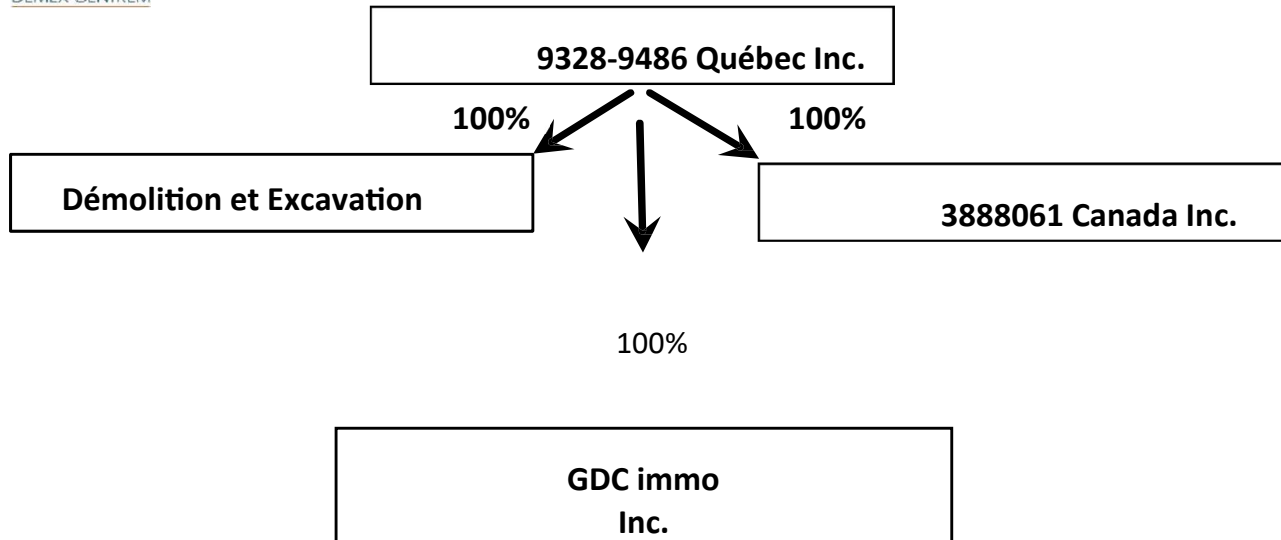 9328-9486 Québec Inc.
100%
100%
Démolition et Excavation
3888061 Canada Inc.
100%
GDC immo
Inc.